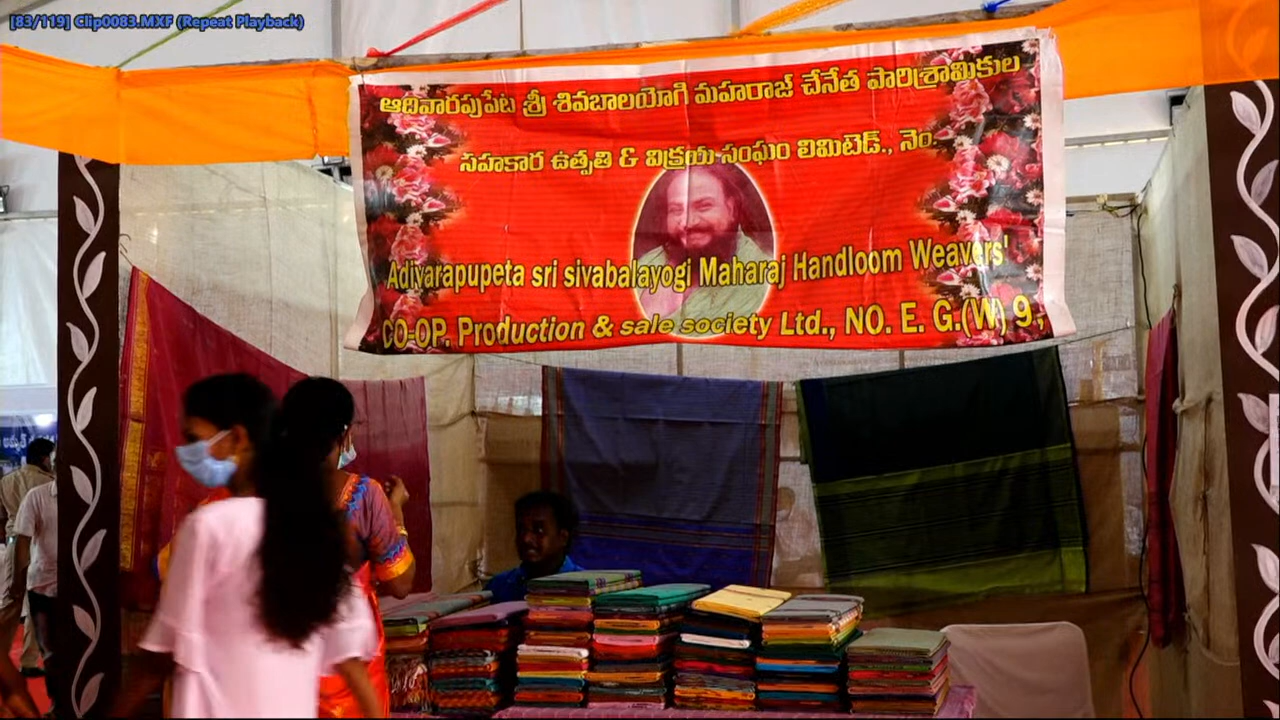 [83/119] Clip0083.MXF (Repeat Playback)
ఆదివారపుపేట శ్రీ శివబాలయోగి మహరాజ్ చేనేత పారిశ్రామికుల
సహకార ఉత్పతి & విక్రయ సంఘం లిమిటెడ్., నెం.
Adivarapupeta sri sivabalayogi Maharaj Handloom Weavers'
CO-OP. Production & sale society Ltd., NO. E. G.(W) 9,